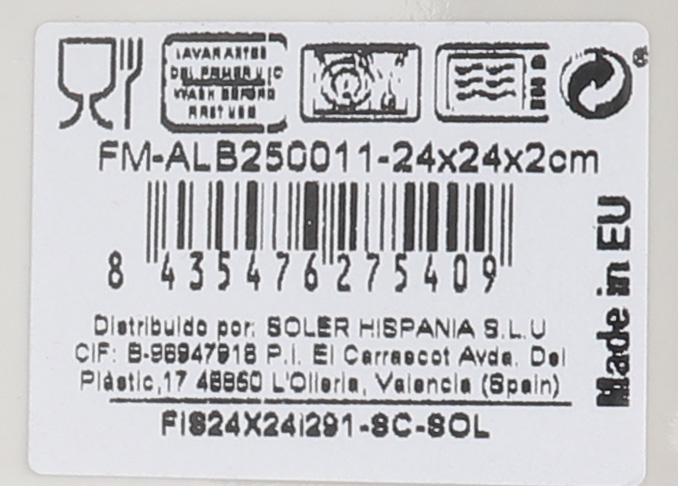 LAVAR ANTES
DEL PRIMER USO
WASH BEFORE
FIRST USE
®
FM-ALB250011-24x24x2cm
8 435476 275409
Distribuido por: SOLER HISPANIA S.L.U
CIF: B-96947918 P.I. El Carrascot Avda. Del
Plástic,17 46850 L'Olleria, Valencia (Spain)
FIS24X24I291-SC-SOL
Made in EU